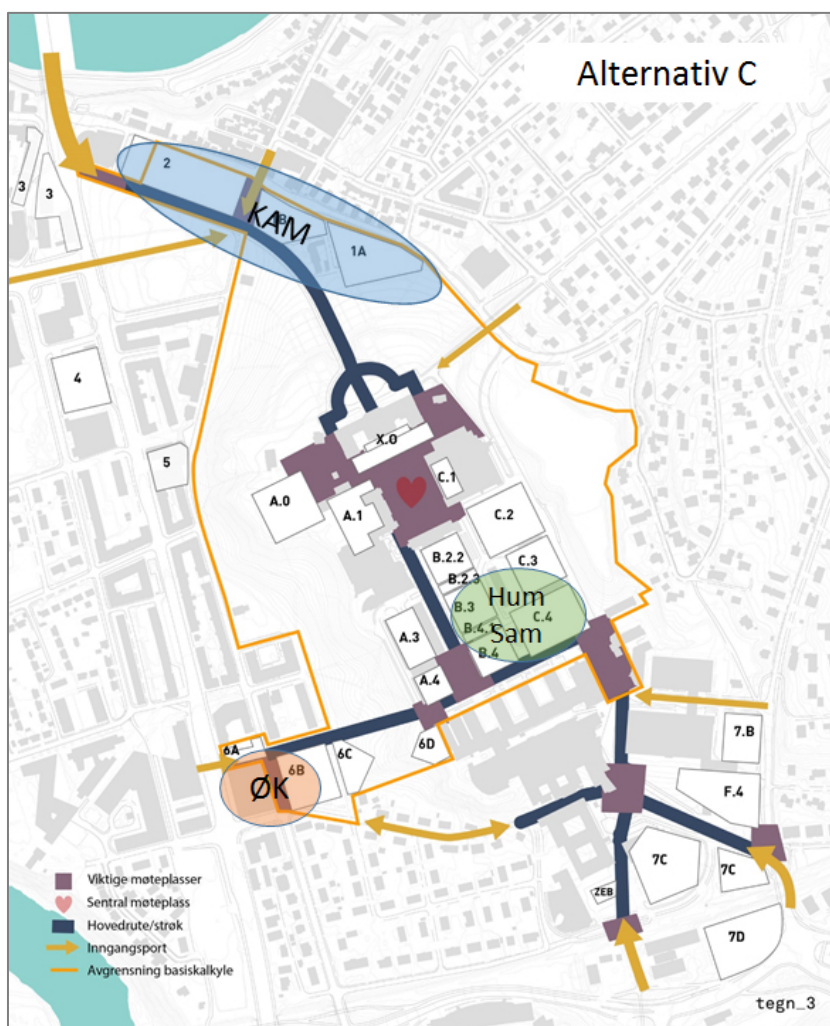 Alternativ C
2
3
3
KAM
1A
4
5
X.0
C.1
A.0
A.1
C.2
B.2.2
C.3
B.2.3
Hum
B.3
C.4
Sam
A.3
B.4
A.4
6D
6A
6C
6B
ØK
7.B
F.4
7C
7C
ZEB
7D
Viktige møteplasser
Sentral møteplass
Hovedrute/strøk
Inngangsport
Avgrensning basiskalkyle
tegn_3